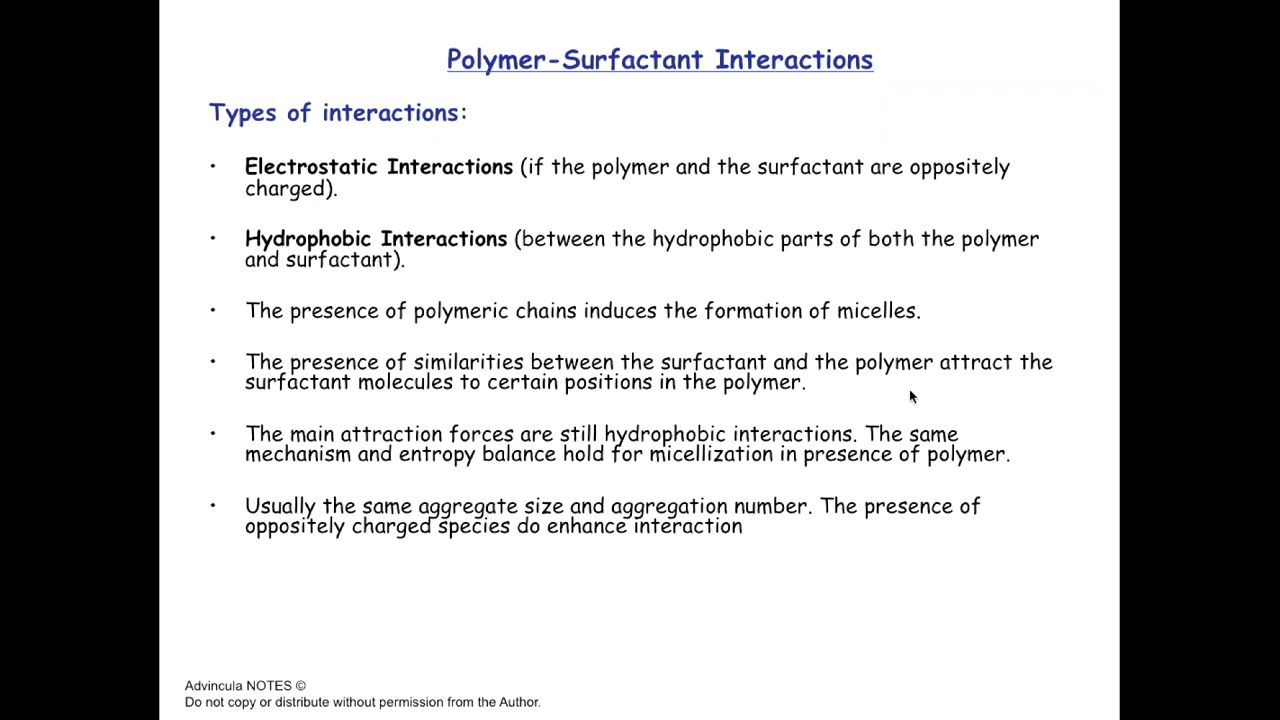 Polymer-Surfactant Interactions
Types of interactions:
• Electrostatic Interactions (if the polymer and the surfactant are oppositely
charged).
• Hydrophobic Interactions (between the hydrophobic parts of both the polymer
and surfactant).
• The presence of polymeric chains induces the formation of micelles.
• The presence of similarities between the surfactant and the polymer attract the
surfactant molecules to certain positions in the polymer.
• The main attraction forces are still hydrophobic interactions. The same
mechanism and entropy balance hold for micellization in presence of polymer.
• Usually the same aggregate size and aggregation number. The presence of
oppositely charged species do enhance interaction
Advincula NOTES ©
Do not copy or distribute without permission from the Author.